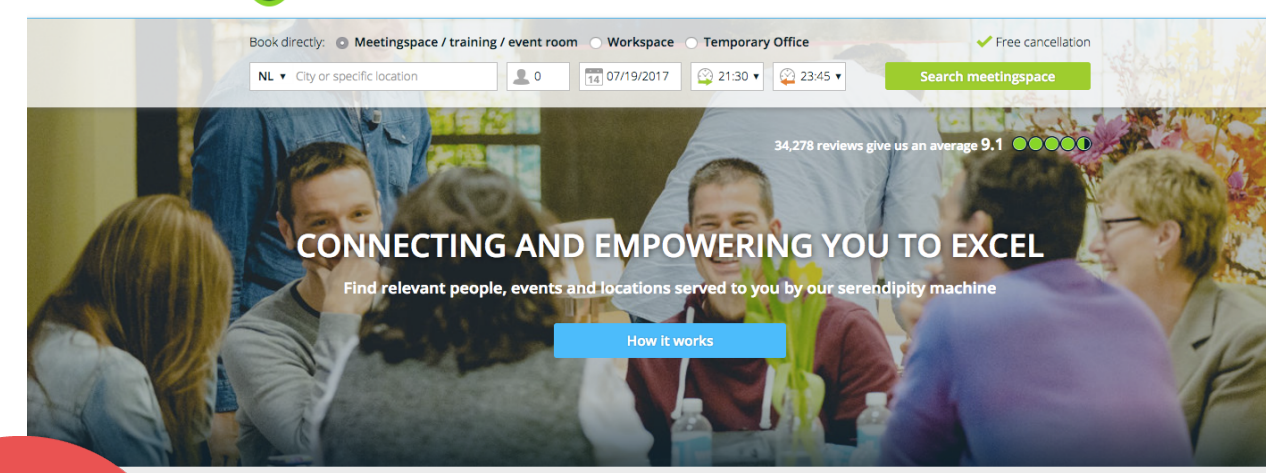 Book directly: Meetingspace / training / event room Workspace Temporary Office Free cancellation
NL ▾ City or specific location 0 14 07/19/2017 21:30 ▾ 23:45 ▾ Search meetingspace
34,278 reviews give us an average 9.1
CONNECTING AND EMPOWERING YOU TO EXCEL
Find relevant people, events and locations served to you by our serendipity machine
How it works